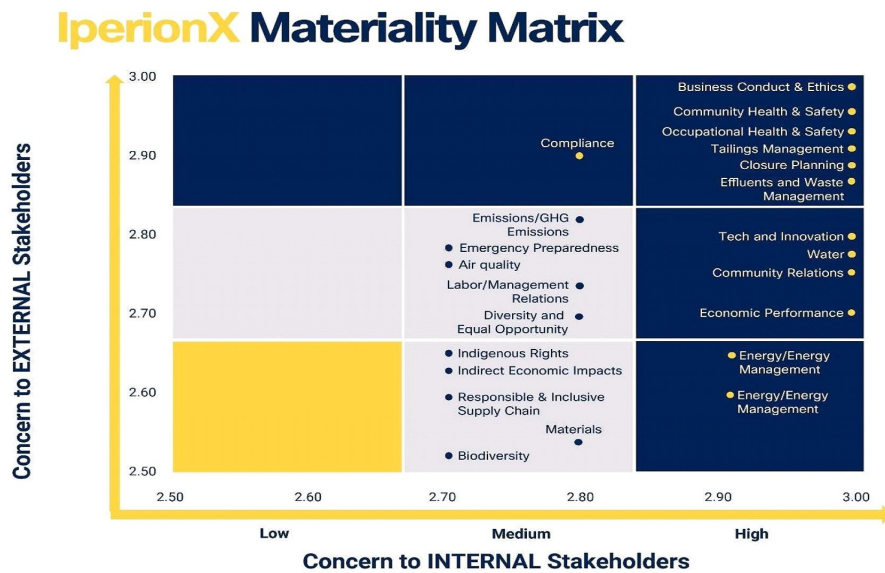 IperionX Materiality Matrix
Concern to EXTERNAL Stakeholders
3.00
2.90
2.80
2.70
2.60
2.50
Business Conduct & Ethics
Community Health & Safety
Occupational Health & Safety
Tailings Management
Closure Planning
Effluents and Waste
Management
Compliance
Emissions/GHG
Emissions
Emergency Preparedness
Air quality
Labor/Management
Relations
Diversity and
Equal Opportunity
Tech and Innovation
Water
Community Relations
Economic Performance
Indigenous Rights
Indirect Economic Impacts
Responsible & Inclusive
Supply Chain
Materials
Biodiversity
Energy/Energy
Management
Energy/Energy
Management
2.50
2.60
2.70
2.80
2.90
3.00
Low
Medium
High
Concern to INTERNAL Stakeholders